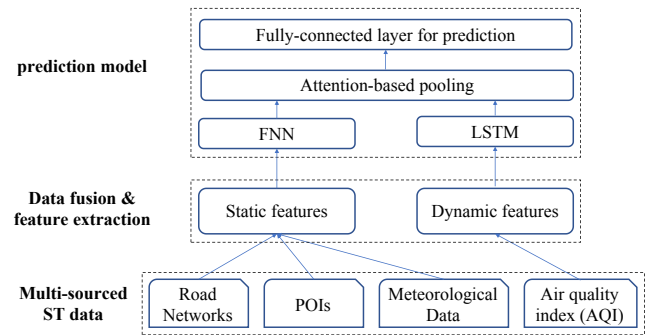 Fully-connected layer for prediction
prediction model
Attention-based pooling
FNN
LSTM
Data fusion &
feature extraction
Static features
Dynamic features
Multi-sourced
ST data
Road
Networks
POIs
Meteorological
Data
Air quality
index (AQI)